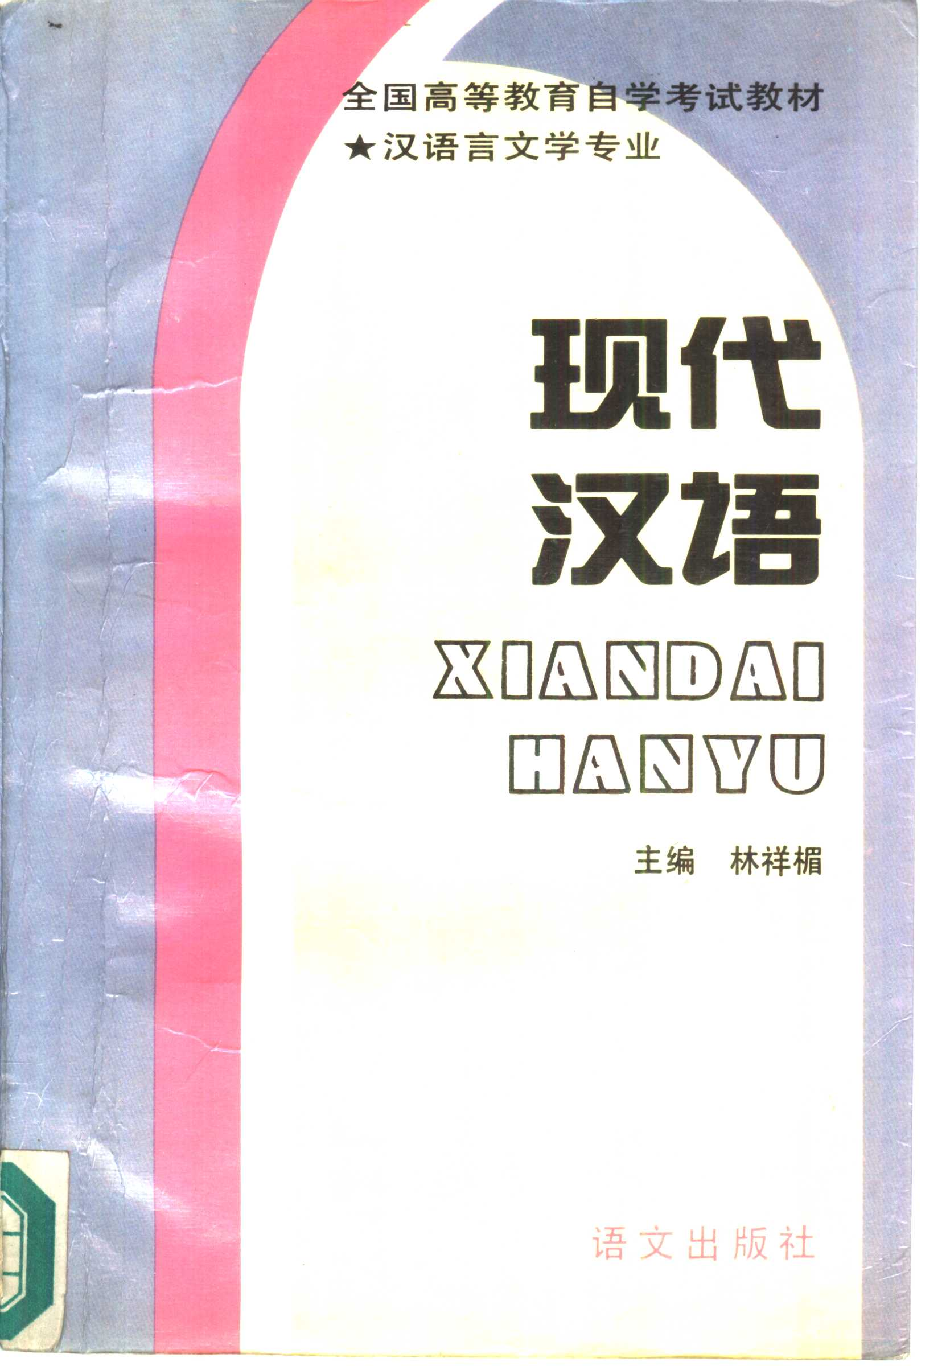 全国高等教育自学考试教材
★汉语言文学专业
现代
汉语
XIANDAI
HANYU
主编 林祥楣
语文出版社